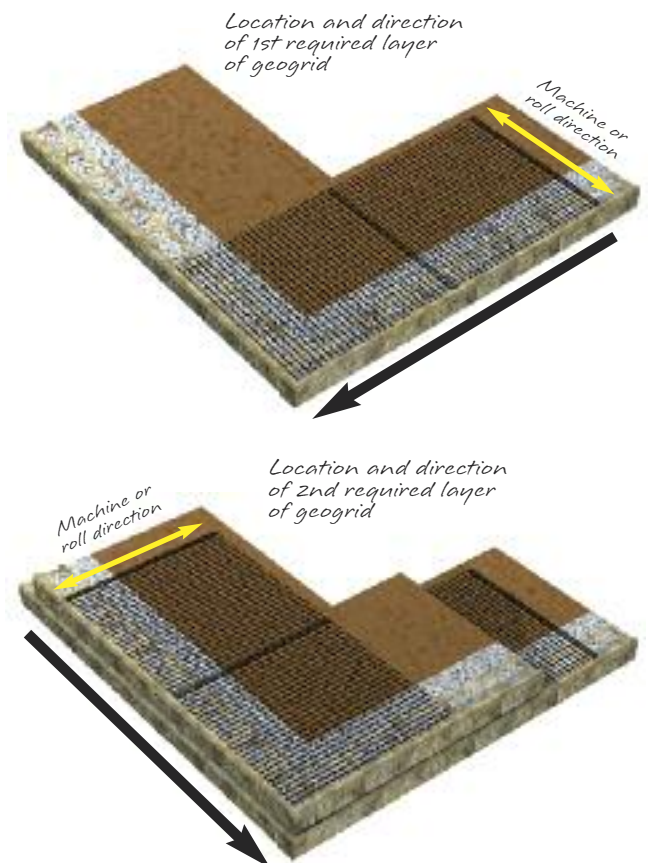 Location and direction
of 1st required layer
of geogrid
Machine or
roll direction
Location and direction
of 2nd required layer
of geogrid
Machine or
roll direction